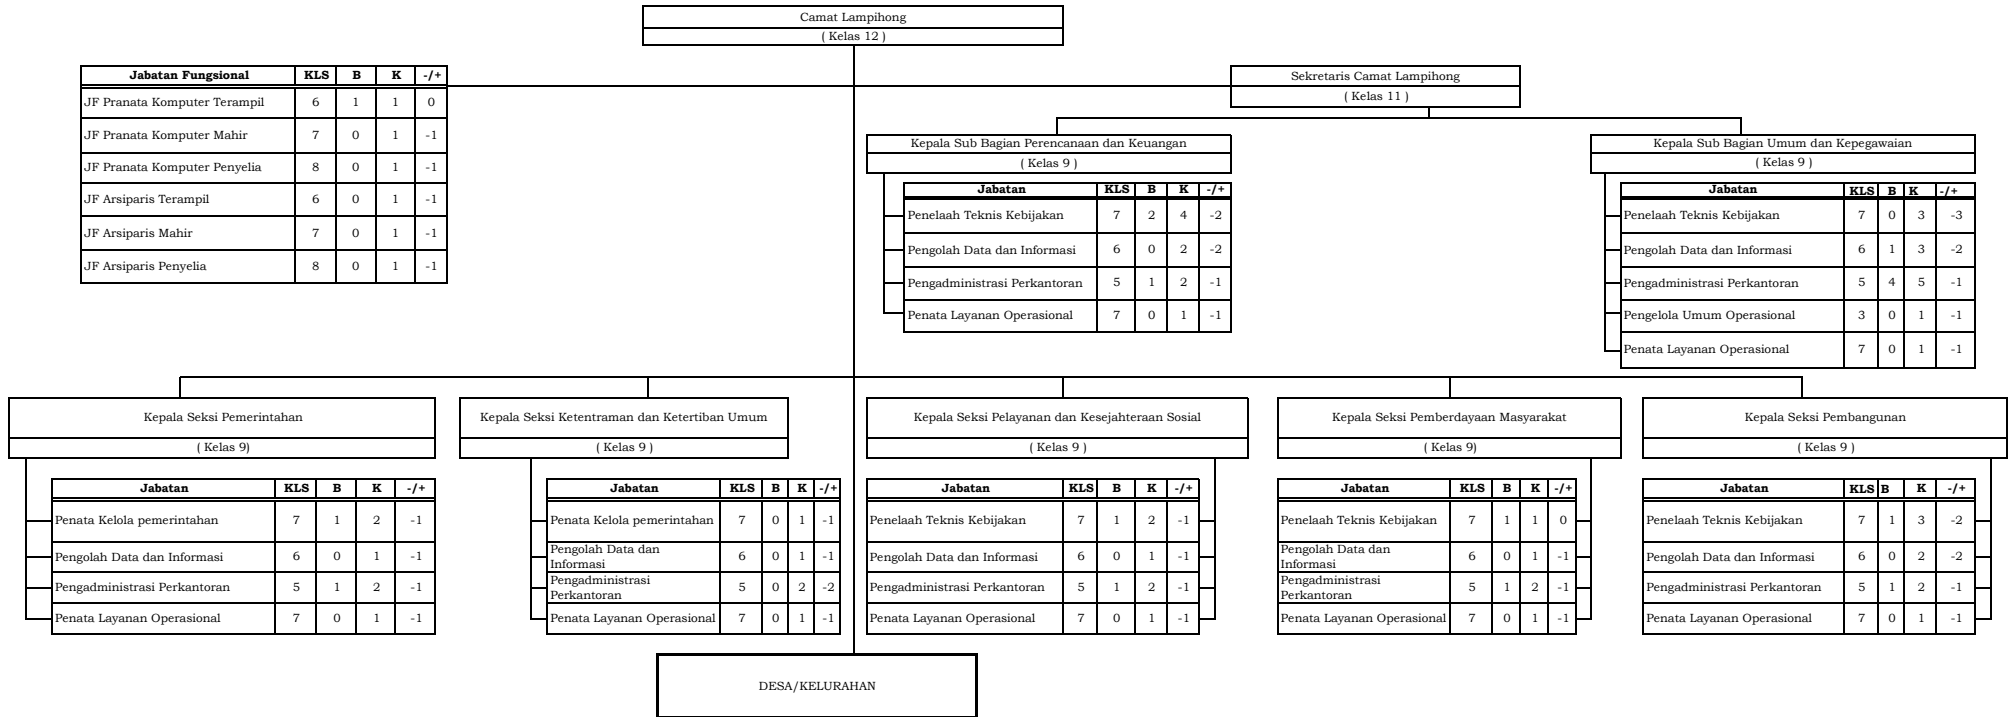 Camat Lampihong
( Kelas 12 )
Jabatan Fungsional KLS B K -/+
JF Pranata Komputer Terampil 6 1 1 0
JF Pranata Komputer Mahir 7 0 1 -1
JF Pranata Komputer Penyelia 8 0 1 -1
JF Arsiparis Terampil 6 0 1 -1
JF Arsiparis Mahir 7 0 1 -1
JF Arsiparis Penyelia 8 0 1 -1
Sekretaris Camat Lampihong
( Kelas 11 )
Kepala Sub Bagian Perencanaan dan Keuangan
( Kelas 9 )
Jabatan KLS B K -/+
Penelaah Teknis Kebijakan 7 2 4 -2
Pengolah Data dan Informasi 6 0 2 -2
Pengadministrasi Perkantoran 5 1 2 -1
Penata Layanan Operasional 7 0 1 -1
Kepala Sub Bagian Umum dan Kepegawaian
( Kelas 9 )
Jabatan KLS B K -/+
Penelaah Teknis Kebijakan 7 0 3 -3
Pengolah Data dan Informasi 6 1 3 -2
Pengadministrasi Perkantoran 5 4 5 -1
Pengelola Umum Operasional 3 0 1 -1
Penata Layanan Operasional 7 0 1 -1
Kepala Seksi Pemerintahan
( Kelas 9)
Jabatan KLS B K -/+
Penata Kelola pemerintahan 7 1 2 -1
Pengolah Data dan Informasi 6 0 1 -1
Pengadministrasi Perkantoran 5 1 2 -1
Penata Layanan Operasional 7 0 1 -1
Kepala Seksi Ketentraman dan Ketertiban Umum
( Kelas 9 )
Jabatan KLS B K -/+
Penata Kelola pemerintahan 7 0 1 -1
Pengolah Data dan
Informasi 6 0 1 -1
Pengadministrasi
Perkantoran 5 0 2 -2
Penata Layanan Operasional 7 0 1 -1
Kepala Seksi Pelayanan dan Kesejahteraan Sosial
( Kelas 9 )
Jabatan KLS B K -/+
Penelaah Teknis Kebijakan 7 1 2 -1
Pengolah Data dan Informasi 6 0 1 -1
Pengadministrasi Perkantoran 5 1 2 -1
Penata Layanan Operasional 7 0 1 -1
Kepala Seksi Pemberdayaan Masyarakat
( Kelas 9)
Jabatan KLS B K -/+
Penelaah Teknis Kebijakan 7 1 1 0
Pengolah Data dan
Informasi 6 0 1 -1
Pengadministrasi
Perkantoran 5 1 2 -1
Penata Layanan Operasional 7 0 1 -1
Kepala Seksi Pembangunan
( Kelas 9 )
Jabatan KLS B K -/+
Penelaah Teknis Kebijakan 7 1 3 -2
Pengolah Data dan Informasi 6 0 2 -2
Pengadministrasi Perkantoran 5 1 2 -1
Penata Layanan Operasional 7 0 1 -1
DESA/KELURAHAN